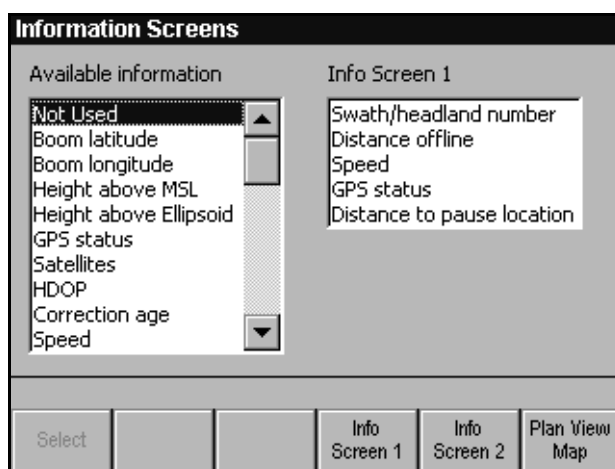 Information Screens
Available information
Not Used
Boom latitude
Boom longitude
Height above MSL
Height above Ellipsoid
GPS status
Satellites
HDOP
Correction age
Speed
Info Screen 1
Swath/headland number
Distance offline
Speed
GPS status
Distance to pause location
Select
Info
Screen 1
Info
Screen 2
Plan View
Map